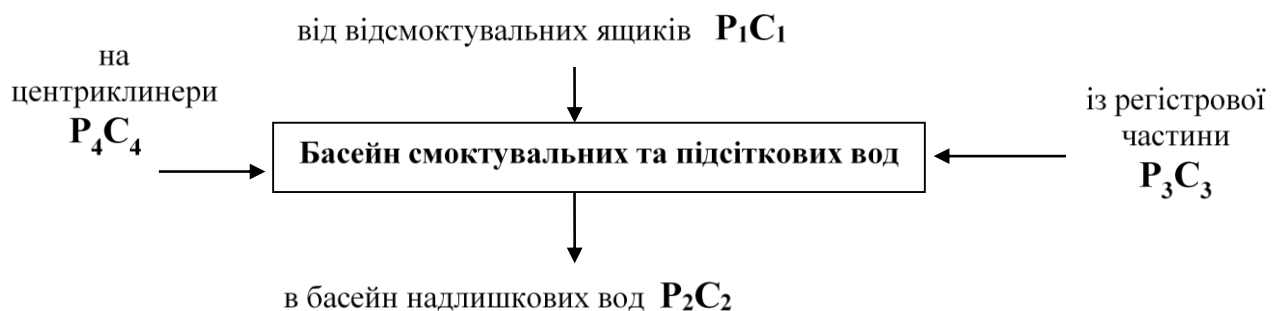 від відсмоктувальних ящиків P₁C₁
на
центриклинери
P₄C₄
Басейн смоктувальних та підсіткових вод
із регістрової
частини
P₃C₃
в басейн надлишкових вод P₂C₂